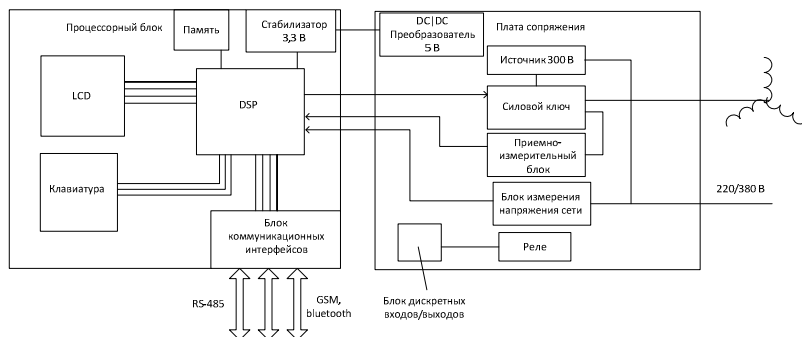 Процессорный блок
Память
Стабилизатор
3,3 В
DC|DC
Преобразователь
5 В
Плата сопряжения
LCD
DSP
Клавиатура
Блок
коммуникационных
интерфейсов
RS-485
GSM,
bluetooth
Источник 300 В
Силовой ключ
Приемно-
измерительный
блок
Блок измерения
напряжения сети
220/380 В
Реле
Блок дискретных
входов/выходов